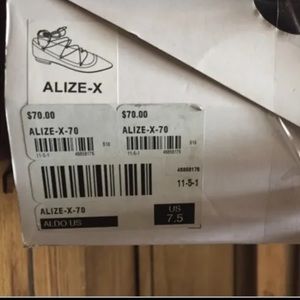 ALIZE-X
$70.00
$70.00
ALIZE-X-70
ALIZE-X-70
11-5-1
11-5-1
11-5-1
ALIZE-X-70
ALDO US
US
7.5